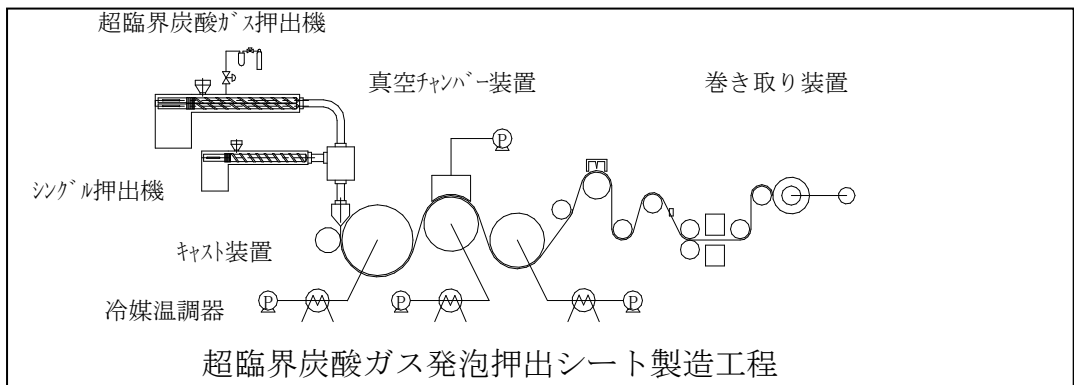 超臨界炭酸ガス押出機
真空ﾁｬﾝﾊﾞｰ装置
巻き取り装置
P
ｼﾝｸﾞﾙ押出機
ｷｬｽﾄ装置
冷媒温調器
P
P
P
超臨界炭酸ガス発泡押出シート製造工程